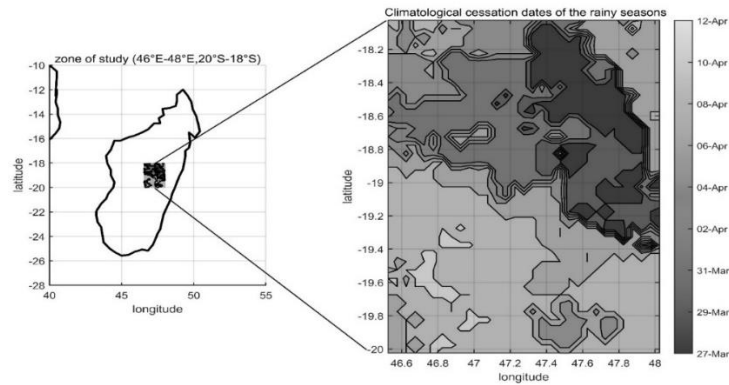 Climatological cessation dates of the rainy seasons
zone of study (46°E-48°E,20°S-18°S)
-10
-12
-14
-16
-18
-20
-22
-24
-26
-28
latitude
40
45
50
55
longitude
-18.2
-18.4
-18.6
-18.8
-19
-19.2
-19.4
-19.6
-19.8
-20
latitude
46.6
46.8
47
47.2
47.4
47.6
47.8
48
longitude
12-Apr
10-Apr
08-Apr
06-Apr
04-Apr
02-Apr
31-Mar
29-Mar
27-Mar